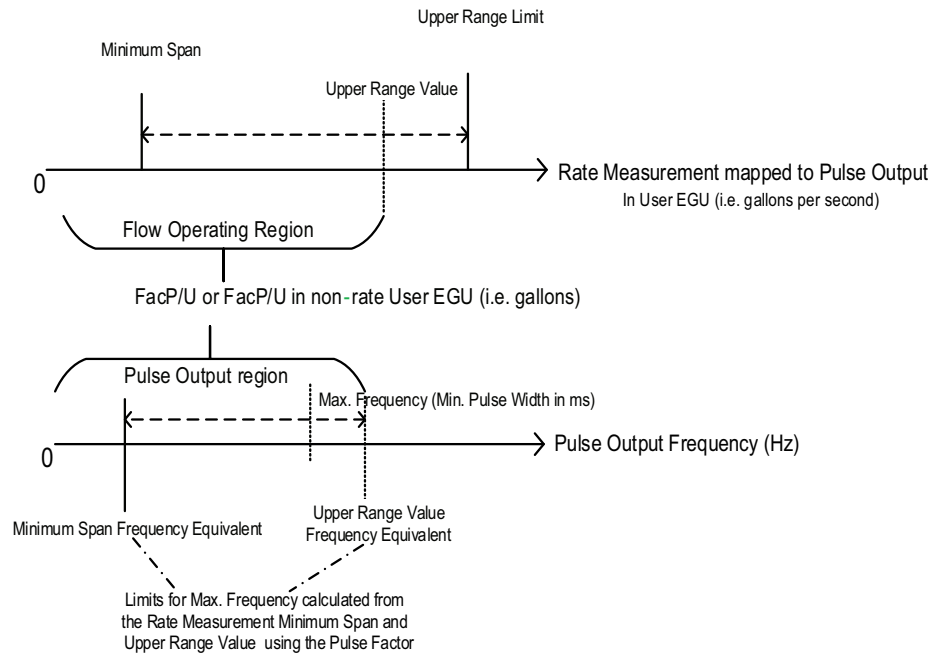 Upper Range Limit
Minimum Span
Upper Range Value
0
Rate Measurement mapped to Pulse Output
In User EGU (i.e. gallons per second)
Flow Operating Region
FacP/U or FacP/U in non-rate User EGU (i.e. gallons)
Pulse Output region
Max. Frequency (Min. Pulse Width in ms)
0
Pulse Output Frequency (Hz)
Minimum Span Frequency Equivalent
Upper Range Value
Frequency Equivalent
Limits for Max. Frequency calculated from
the Rate Measurement Minimum Span and
Upper Range Value using the Pulse Factor